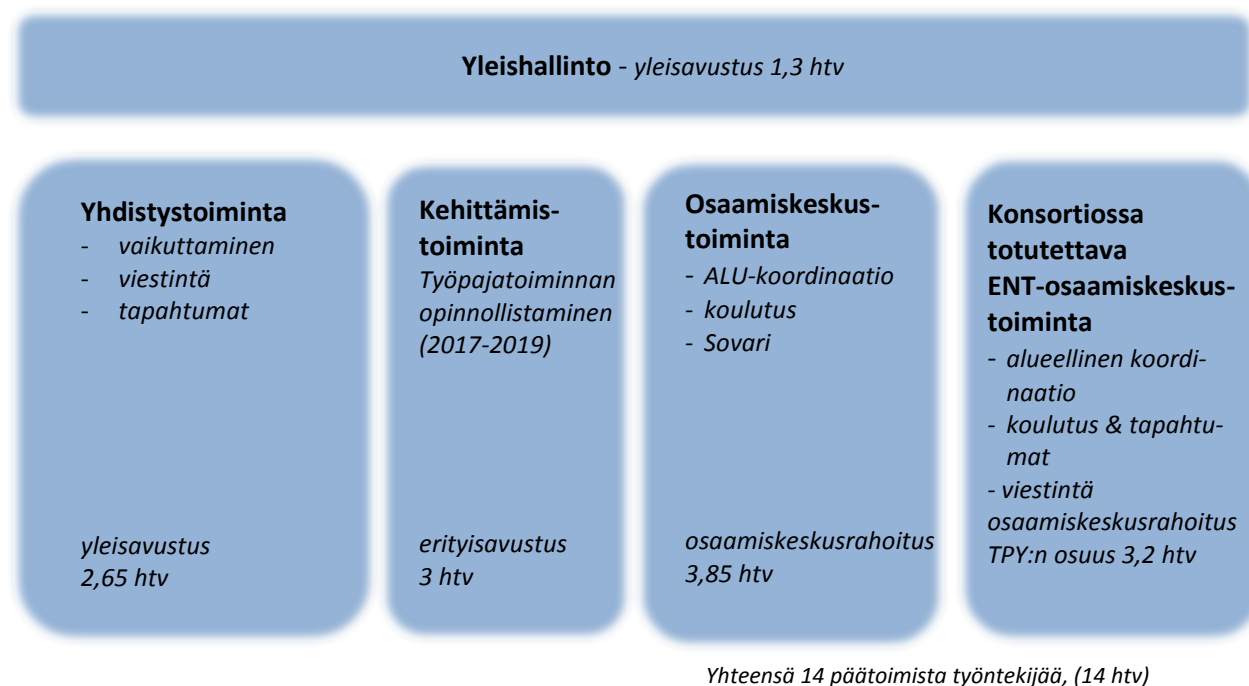 Yleishallinto - yleisavustus 1,3 htv
Yhdistystoiminta
- vaikuttaminen
- viestintä
- tapahtumat
yleisavustus
2,65 htv
Kehittämis-
toiminta
Työpajatoiminnan
opinnollistaminen
(2017-2019)
erityisavustus
3 htv
Osaamiskeskus-
toiminta
- ALU-koordinaatio
- koulutus
- Sovari
osaamiskeskusrahoitus
3,85 htv
Konsortiossa
totutettava
ENT-osaamiskeskus-
toiminta
- alueellinen koordi-
naatio
- koulutus & tapahtu-
mat
- viestintä
osaamiskeskusrahoitus
TPY:n osuus 3,2 htv
Yhteensä 14 päätoimista työntekijää, (14 htv)